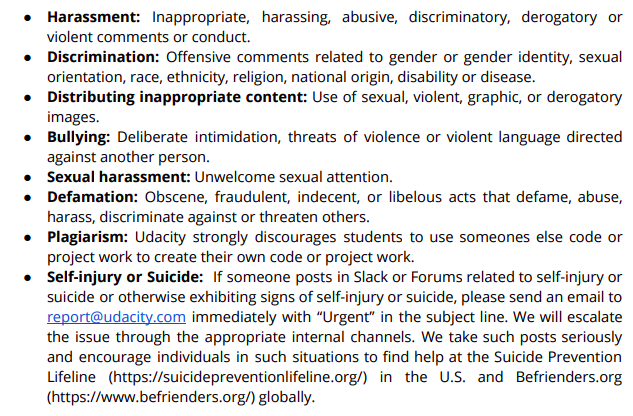 ● Harassment: Inappropriate, harassing, abusive, discriminatory, derogatory or
violent comments or conduct.
● Discrimination: Offensive comments related to gender or gender identity, sexual
orientation, race, ethnicity, religion, national origin, disability or disease.
● Distributing inappropriate content: Use of sexual, violent, graphic, or derogatory
images.
● Bullying: Deliberate intimidation, threats of violence or violent language directed
against another person.
● Sexual harassment: Unwelcome sexual attention.
● Defamation: Obscene, fraudulent, indecent, or libelous acts that defame, abuse,
harass, discriminate against or threaten others.
● Plagiarism: Udacity strongly discourages students to use someones else code or
project work to create their own code or project work.
● Self-injury or Suicide: If someone posts in Slack or Forums related to self-injury or
suicide or otherwise exhibiting signs of self-injury or suicide, please send an email to
report@udacity.com immediately with “Urgent” in the subject line. We will escalate
the issue through the appropriate internal channels. We take such posts seriously
and encourage individuals in such situations to find help at the Suicide Prevention
Lifeline (https://suicidepreventionlifeline.org/) in the U.S. and Befrienders.org
(https://www.befrienders.org/) globally.